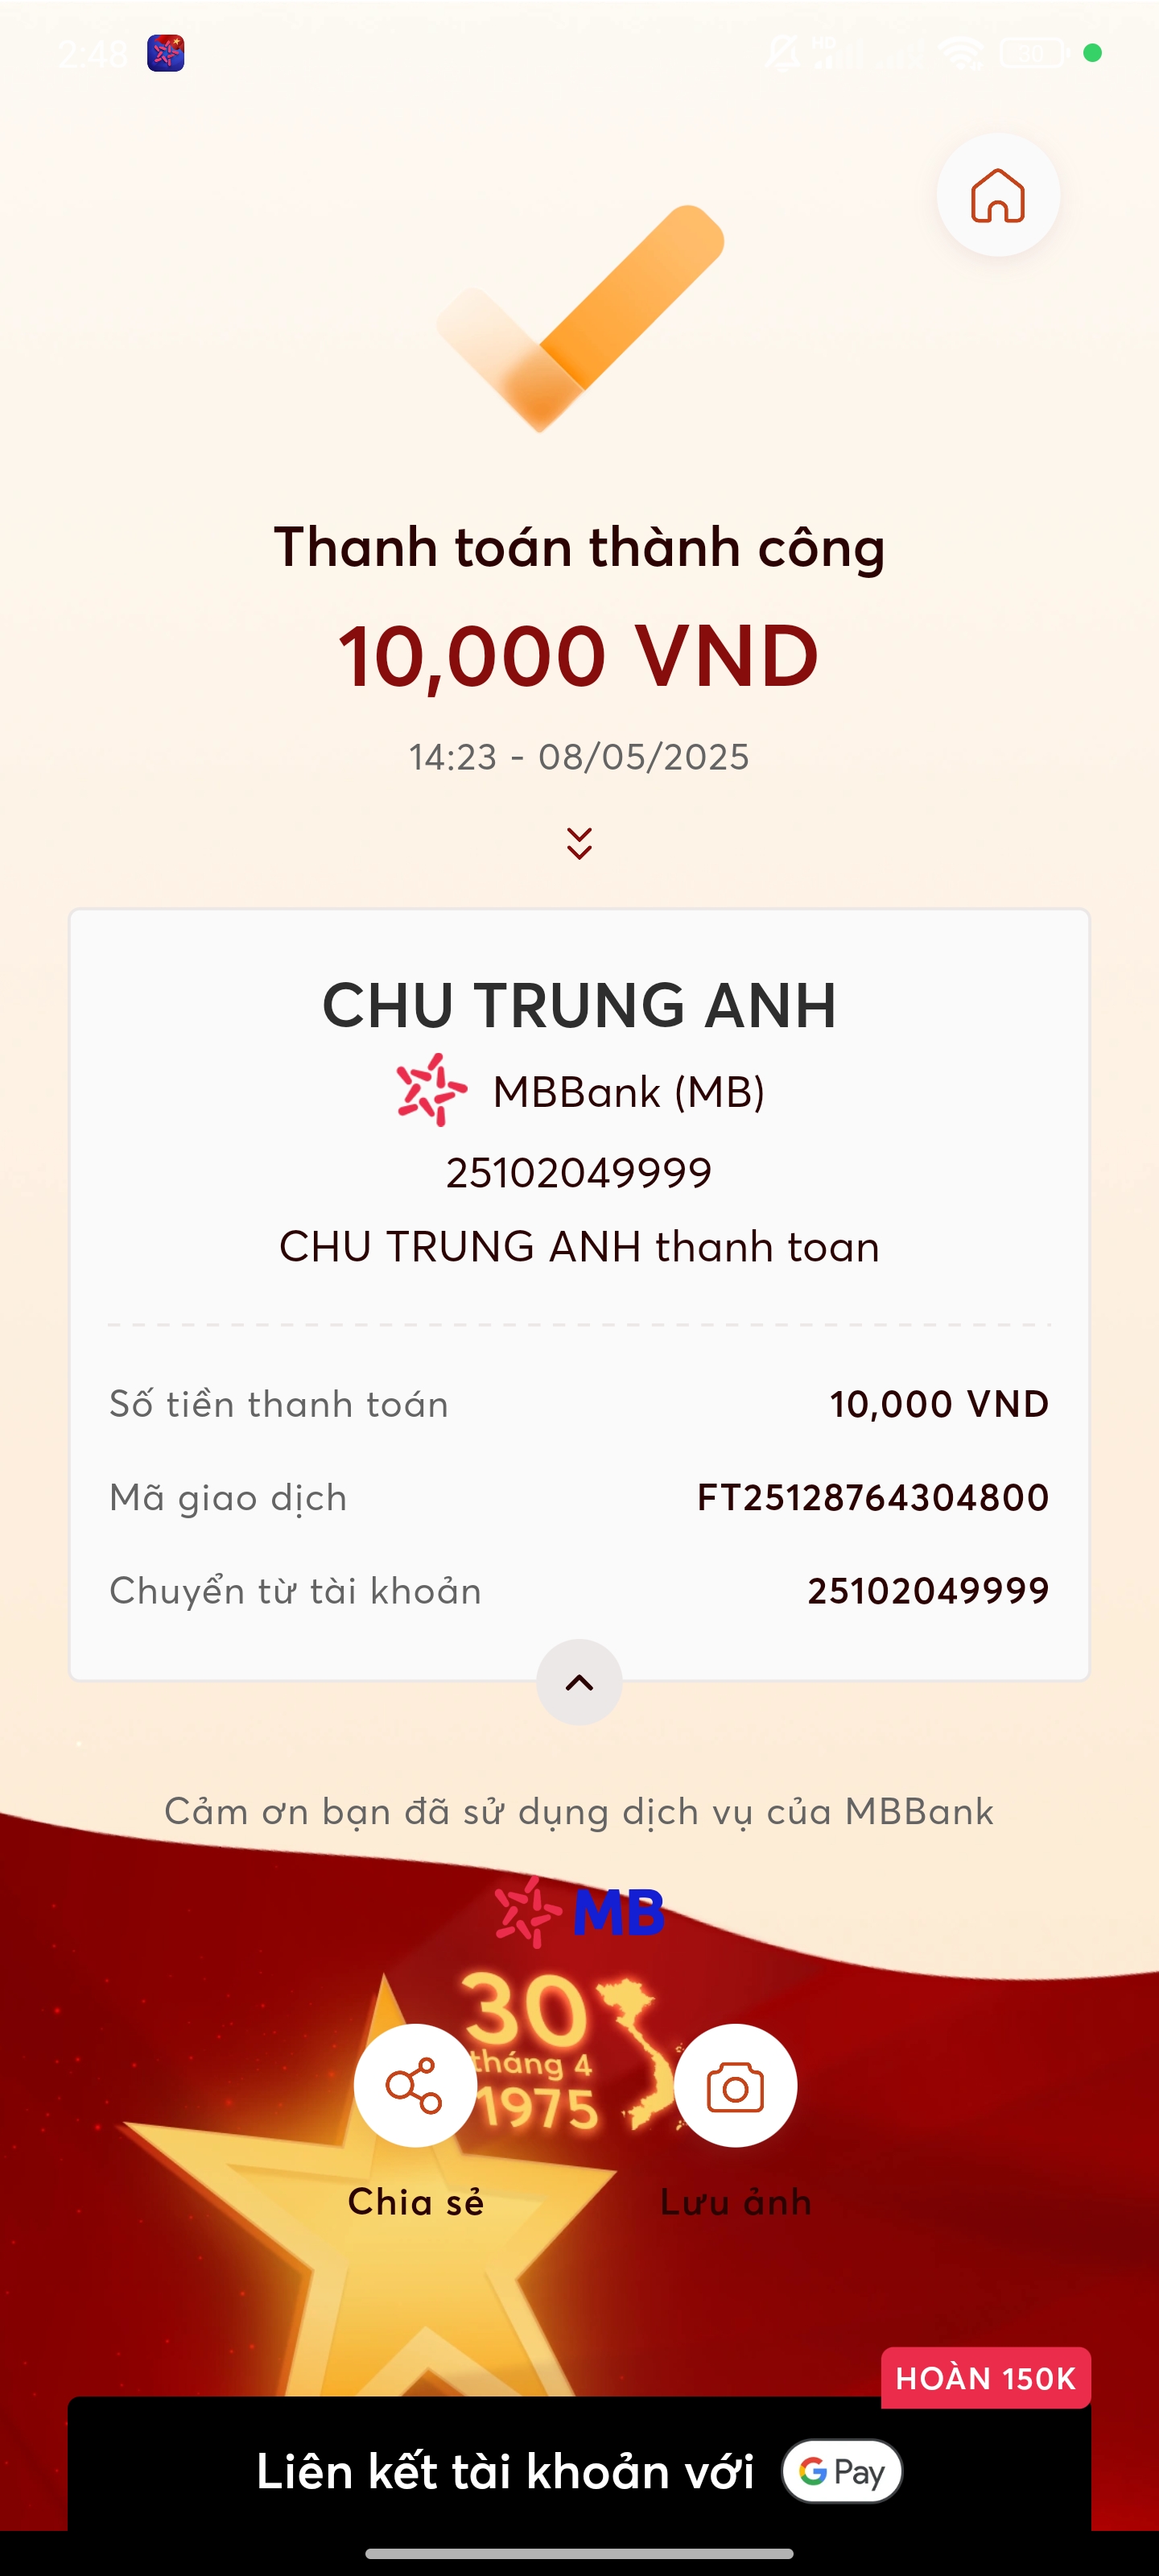 2:48
HD
30
Thanh toán thành công
10,000 VND
14:23 - 08/05/2025
CHU TRUNG ANH
MBBank (MB)
25102049999
CHU TRUNG ANH thanh toan
Số tiền thanh toán 10,000 VND
Mã giao dịch FT25128764304800
Chuyển từ tài khoản 25102049999
Cảm ơn bạn đã sử dụng dịch vụ của MBBank
MB
30
tháng 4
1975
Chia sẻ Lưu ảnh
HOÀN 150K
Liên kết tài khoản với G Pay